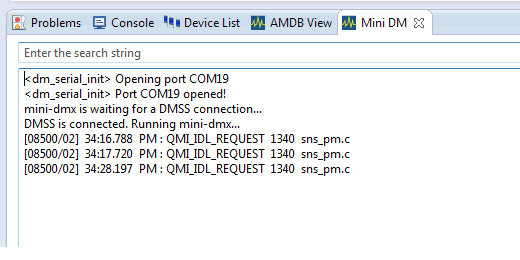 Problems Console Device List AMDB View Mini DM
Enter the search string
<dm_serial_init> Opening port COM19
<dm_serial_init> Port COM19 opened!
mini-dmx is waiting for a DMSS connection...
DMSS is connected. Running mini-dmx...
[08500/02] 34:16.788 PM : QMI_IDL_REQUEST 1340 sns_pm.c
[08500/02] 34:17.720 PM : QMI_IDL_REQUEST 1340 sns_pm.c
[08500/02] 34:28.197 PM : QMI_IDL_REQUEST 1340 sns_pm.c